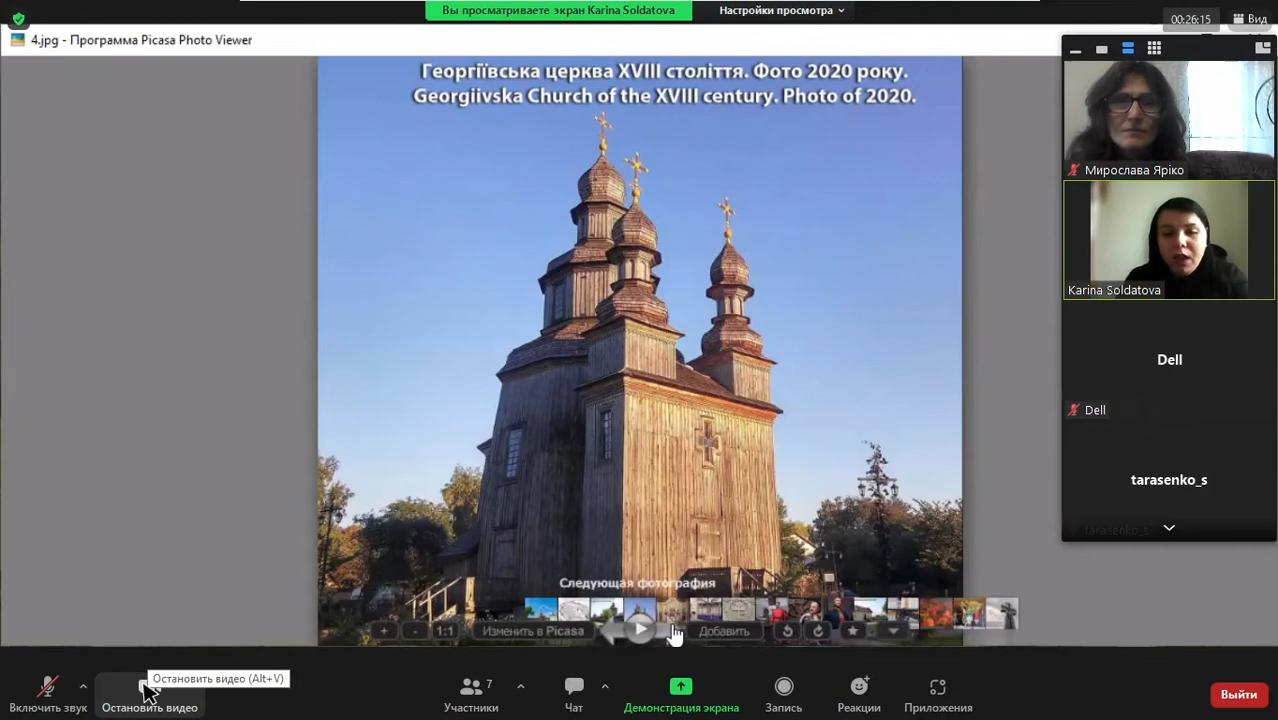 Вы просматриваете экран Karina Soldatova
Настройки просмотра
00:26:15
Вид
4.jpg - Программа Picasa Photo Viewer
Георгіївська церква XVIII століття. Фото 2020 року.
Georgiivska Church of the XVIII century. Photo of 2020.
Мирослава Яріко
Karina Soldatova
Dell
Dell
tarasenko_s
tarasenko_s
Следующая фотография
+
-
1:1
Изменить в Picasa
Добавить
Остановить видео (Alt+V)
Включить звук
Остановить видео
7
Участники
Чат
Демонстрация экрана
Запись
Реакции
Приложения
Выйти